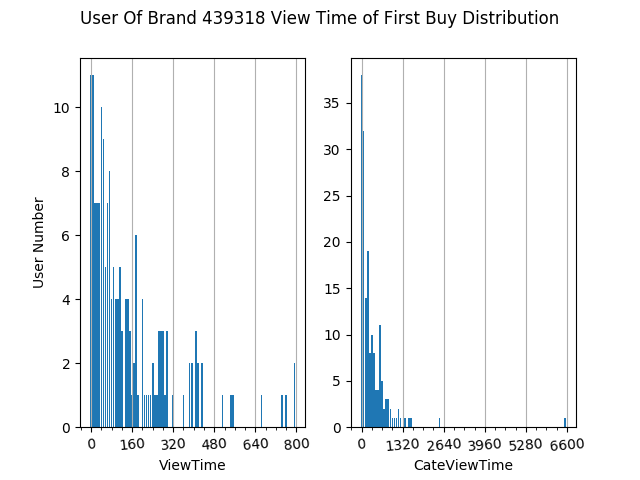 User Of Brand 439318 View Time of First Buy Distribution
User Number
10
8
6
4
2
0
0 160 320 480 640 800
ViewTime
35
30
25
20
15
10
5
0
0 1320 2640 3960 5280 6600
CateViewTime